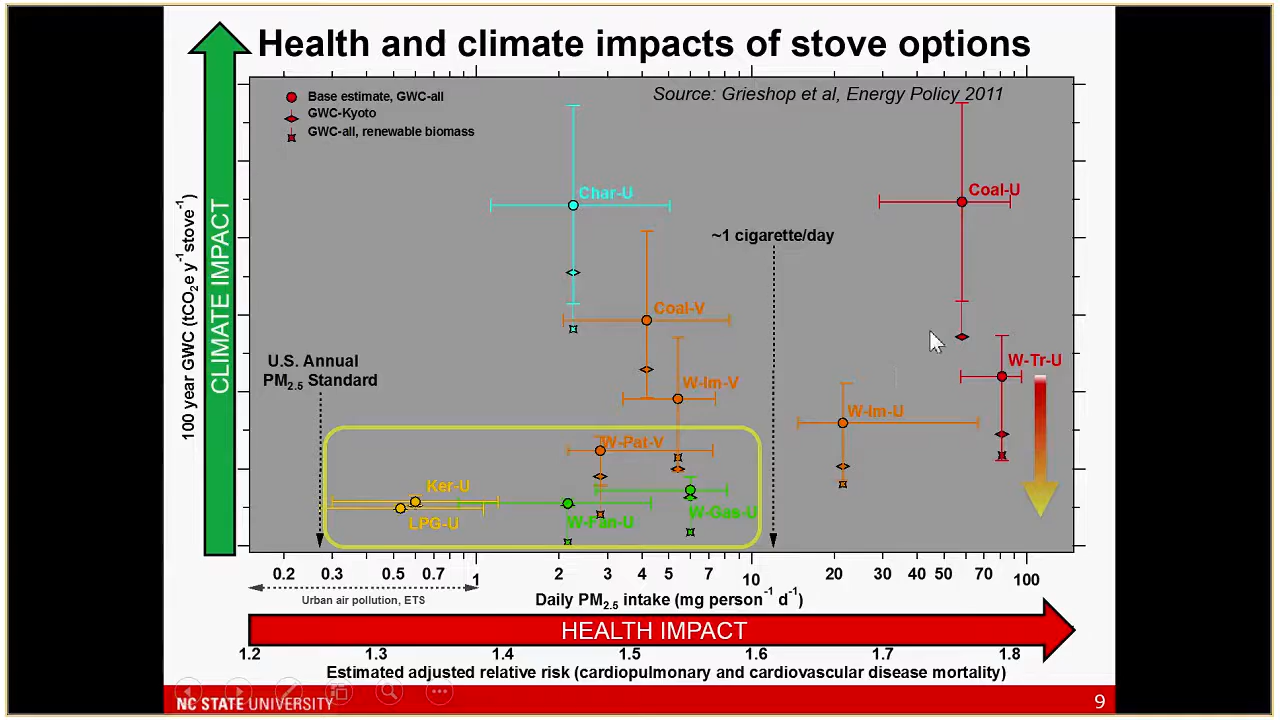 Health and climate impacts of stove options
Source: Grieshop et al, Energy Policy 2011
Base estimate, GWC-all
GWC-Kyoto
GWC-all, renewable biomass
Char-U
Coal-U
~1 cigarette/day
Coal-V
U.S. Annual
PM2.5 Standard
W-Im-V
W-Tr-U
W-Im-U
W-Pat-V
Ker-U
LPG-U
W-Fan-U
W-Gas-U
CLIMATE IMPACT
100 year GWC (tCO2e y-1 stove-1)
0.2 0.3 0.5 0.7 1 2 3 4 5 7 10 20 30 40 50 70 100
Urban air pollution, ETS
Daily PM2.5 intake (mg person-1 d-1)
HEALTH IMPACT
1.2 1.3 1.4 1.5 1.6 1.7 1.8
Estimated adjusted relative risk (cardiopulmonary and cardiovascular disease mortality)
NC STATE UNIVERSITY
9